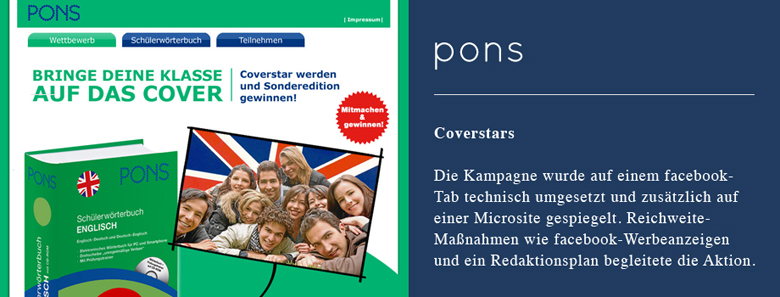 PONS
| Impressum|
Wettbewerb
Schülerwörterbuch
Teilnehmen
BRINGE DEINE KLASSE
AUF DAS COVER
Coverstar werden
und Sonderedition
gewinnen!
Mitmachen
&
gewinnen!
PONS
PONS
Schülerwörterbuch
ENGLISCH
Englisch-Deutsch und Deutsch-Englisch
pons
Coverstars
Die Kampagne wurde auf einem facebook-
Tab technisch umgesetzt und zusätzlich auf
einer Microsite gespiegelt. Reichweite-
Maßnahmen wie facebook-Werbeanzeigen
und ein Redaktionsplan begleitete die Aktion.